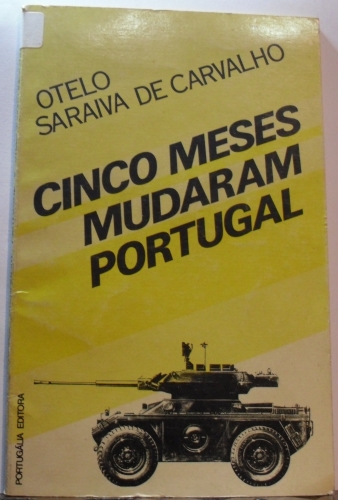 OTELO
SARAIVA DE CARVALHO
CINCO MESES
MUDARAM
PORTUGAL
PORTUGÁLIA EDITORA